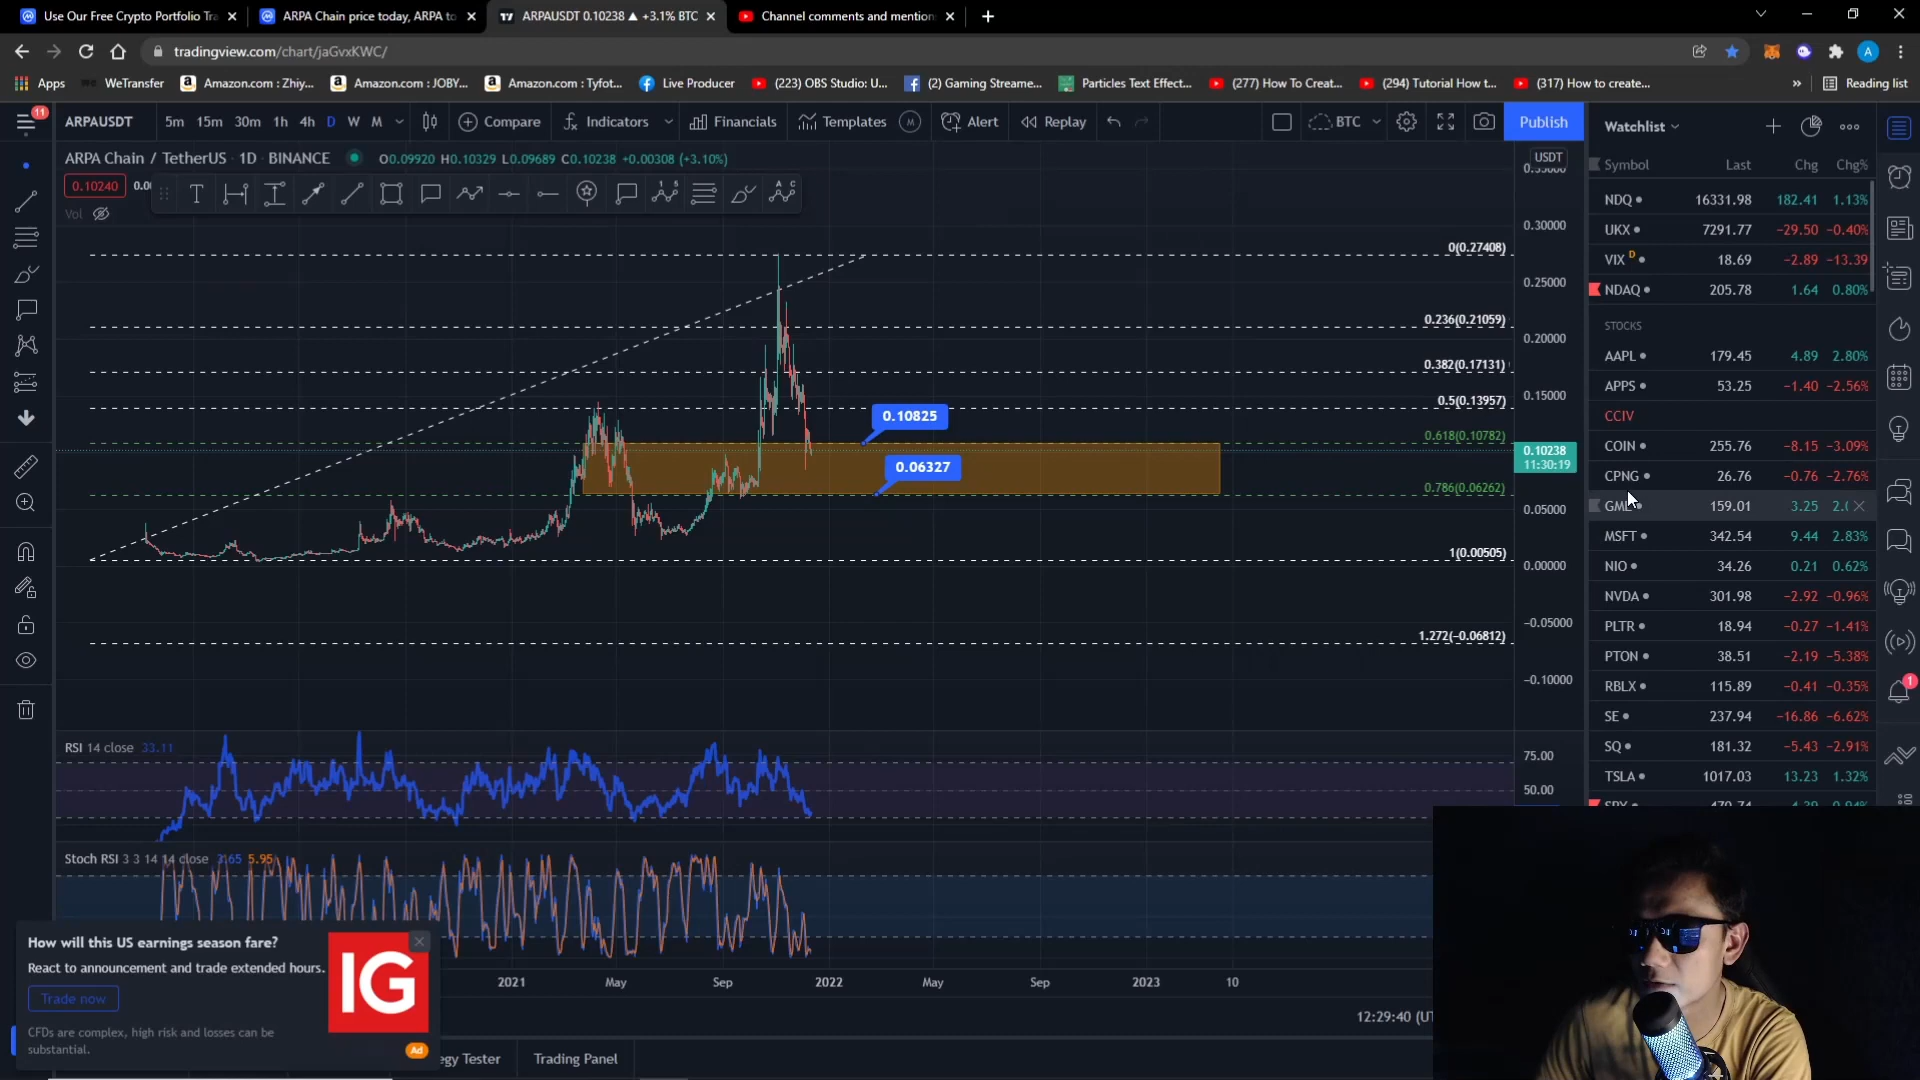 Use Our Free Crypto Portfolio Tra
ARPA Chain price today, ARPA to
ARPAUSDT 0.10238 ▲ +3.1% BTC
Channel comments and mention
tradingview.com/chart/jaGvxKWC/
Apps
WeTransfer
Amazon.com : Zhiy...
Amazon.com : JOBY...
Amazon.com : Tyfot...
Live Producer
(223) OBS Studio: U...
(2) Gaming Streame...
Particles Text Effect...
(277) How To Creat...
(294) Tutorial How t...
(317) How to create...
»
Reading list
11
ARPAUSDT
5m 15m 30m 1h 4h D W M
Compare
Indicators
Financials
Templates
M
Alert
Replay
BTC
Publish
ARPA Chain / TetherUS · 1D · BINANCE
O0.09920 H0.10329 L0.09689 C0.10238 +0.00308 (+3.10%)
0.10240
Vol
USDT
0.30000
0.25000
0.20000
0.15000
0.10238
11:30:19
0.05000
0.00000
−0.05000
−0.10000
0(0.27408)
0.236(0.21059)
0.382(0.17131)
0.5(0.13957)
0.618(0.10782)
0.786(0.06262)
1(0.00505)
1.272(−0.06812)
0.10825
0.06327
RSI 14 close 33.11
75.00
50.00
Stoch RSI 3 3 14 14 close 3.65 5.95
2021 May Sep 2022 May Sep 2023 10
12:29:40 (UT
egy Tester
Trading Panel
How will this US earnings season fare?
React to announcement and trade extended hours.
Trade now
CFDs are complex, high risk and losses can be
substantial.
IG
Ad
Watchlist
Symbol Last Chg Chg%
NDQ 16331.98 182.41 1.13%
UKX 7291.77 −29.50 −0.40%
VIX D 18.69 −2.89 −13.39
NDAQ 205.78 1.64 0.80%
STOCKS
AAPL 179.45 4.89 2.80%
APPS 53.25 −1.40 −2.56%
CCIV
COIN 255.76 −8.15 −3.09%
CPNG 26.76 −0.76 −2.76%
GME 159.01 3.25 2.0
MSFT 342.54 9.44 2.83%
NIO 34.26 0.21 0.62%
NVDA 301.98 −2.92 −0.96%
PLTR 18.94 −0.27 −1.41%
PTON 38.51 −2.19 −5.38%
RBLX 115.89 −0.41 −0.35%
SE 237.94 −16.86 −6.62%
SQ 181.32 −5.43 −2.91%
TSLA 1017.03 13.23 1.32%
1